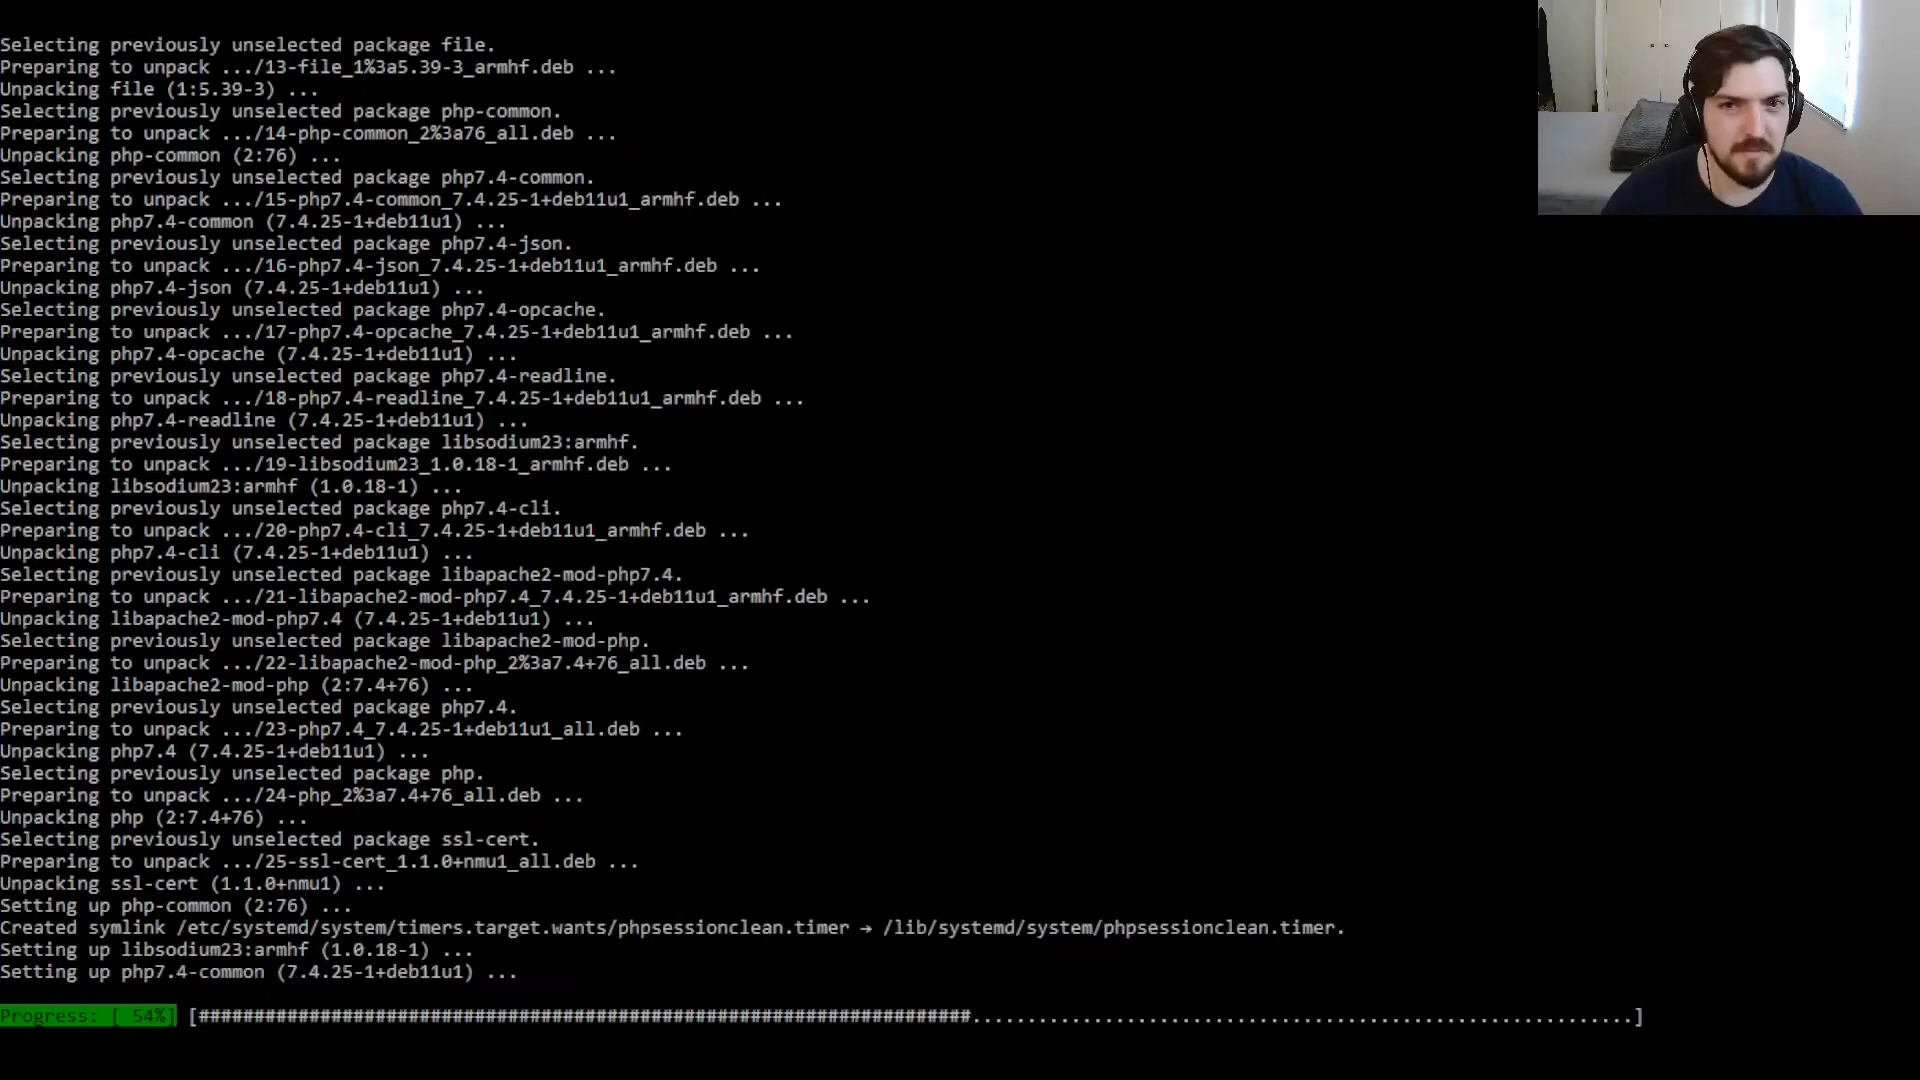 Selecting previously unselected package file.
Preparing to unpack .../13-file_1%3a5.39-3_armhf.deb ...
Unpacking file (1:5.39-3) ...
Selecting previously unselected package php-common.
Preparing to unpack .../14-php-common_2%3a76_all.deb ...
Unpacking php-common (2:76) ...
Selecting previously unselected package php7.4-common.
Preparing to unpack .../15-php7.4-common_7.4.25-1+deb11u1_armhf.deb ...
Unpacking php7.4-common (7.4.25-1+deb11u1) ...
Selecting previously unselected package php7.4-json.
Preparing to unpack .../16-php7.4-json_7.4.25-1+deb11u1_armhf.deb ...
Unpacking php7.4-json (7.4.25-1+deb11u1) ...
Selecting previously unselected package php7.4-opcache.
Preparing to unpack .../17-php7.4-opcache_7.4.25-1+deb11u1_armhf.deb ...
Unpacking php7.4-opcache (7.4.25-1+deb11u1) ...
Selecting previously unselected package php7.4-readline.
Preparing to unpack .../18-php7.4-readline_7.4.25-1+deb11u1_armhf.deb ...
Unpacking php7.4-readline (7.4.25-1+deb11u1) ...
Selecting previously unselected package libsodium23:armhf.
Preparing to unpack .../19-libsodium23_1.0.18-1_armhf.deb ...
Unpacking libsodium23:armhf (1.0.18-1) ...
Selecting previously unselected package php7.4-cli.
Preparing to unpack .../20-php7.4-cli_7.4.25-1+deb11u1_armhf.deb ...
Unpacking php7.4-cli (7.4.25-1+deb11u1) ...
Selecting previously unselected package libapache2-mod-php7.4.
Preparing to unpack .../21-libapache2-mod-php7.4_7.4.25-1+deb11u1_armhf.deb ...
Unpacking libapache2-mod-php7.4 (7.4.25-1+deb11u1) ...
Selecting previously unselected package libapache2-mod-php.
Preparing to unpack .../22-libapache2-mod-php_2%3a7.4+76_all.deb ...
Unpacking libapache2-mod-php (2:7.4+76) ...
Selecting previously unselected package php7.4.
Preparing to unpack .../23-php7.4_7.4.25-1+deb11u1_all.deb ...
Unpacking php7.4 (7.4.25-1+deb11u1) ...
Selecting previously unselected package php.
Preparing to unpack .../24-php_2%3a7.4+76_all.deb ...
Unpacking php (2:7.4+76) ...
Selecting previously unselected package ssl-cert.
Preparing to unpack .../25-ssl-cert_1.1.0+nmu1_all.deb ...
Unpacking ssl-cert (1.1.0+nmu1) ...
Setting up php-common (2:76) ...
Created symlink /etc/systemd/system/timers.target.wants/phpsessionclean.timer → /lib/systemd/system/phpsessionclean.timer.
Setting up libsodium23:armhf (1.0.18-1) ...
Setting up php7.4-common (7.4.25-1+deb11u1) ...
Progress: [ 54%] [######################################################################............................................................]